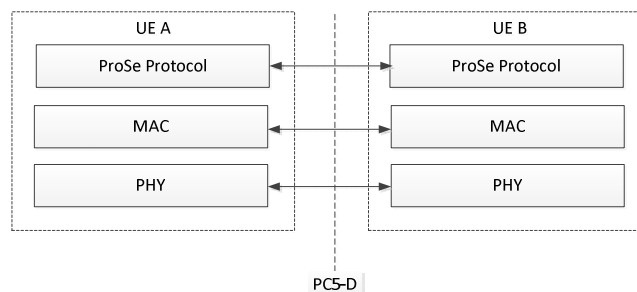 UE A
UE B
ProSe Protocol
ProSe Protocol
MAC
MAC
PHY
PHY
PC5-D